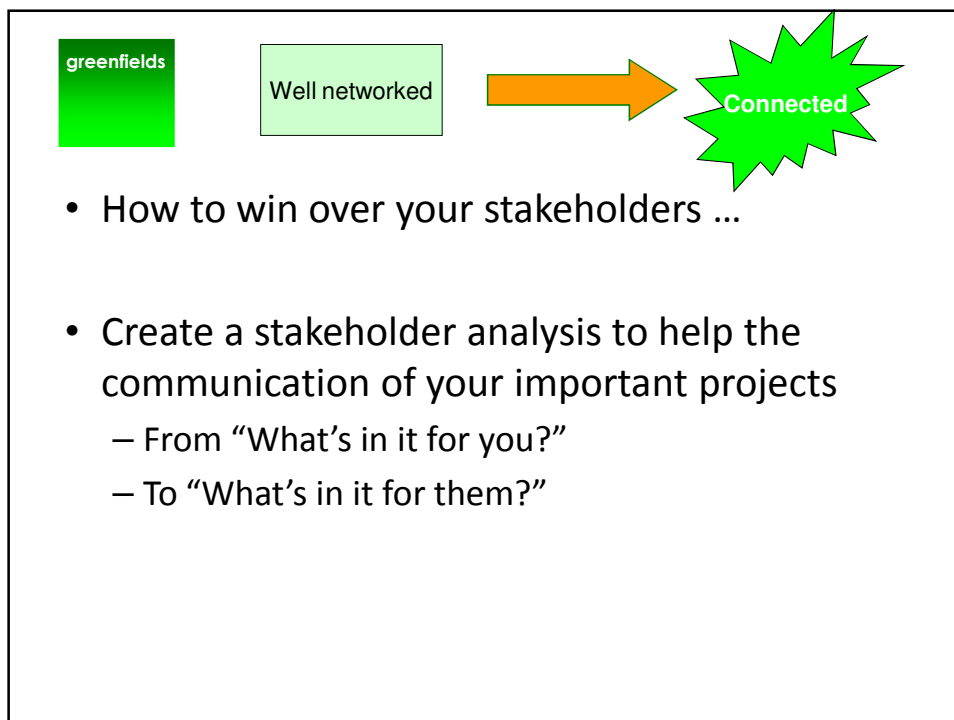 greenfields
Well networked
Connected
• How to win over your stakeholders …
• Create a stakeholder analysis to help the
communication of your important projects
– From “What’s in it for you?”
– To “What’s in it for them?”